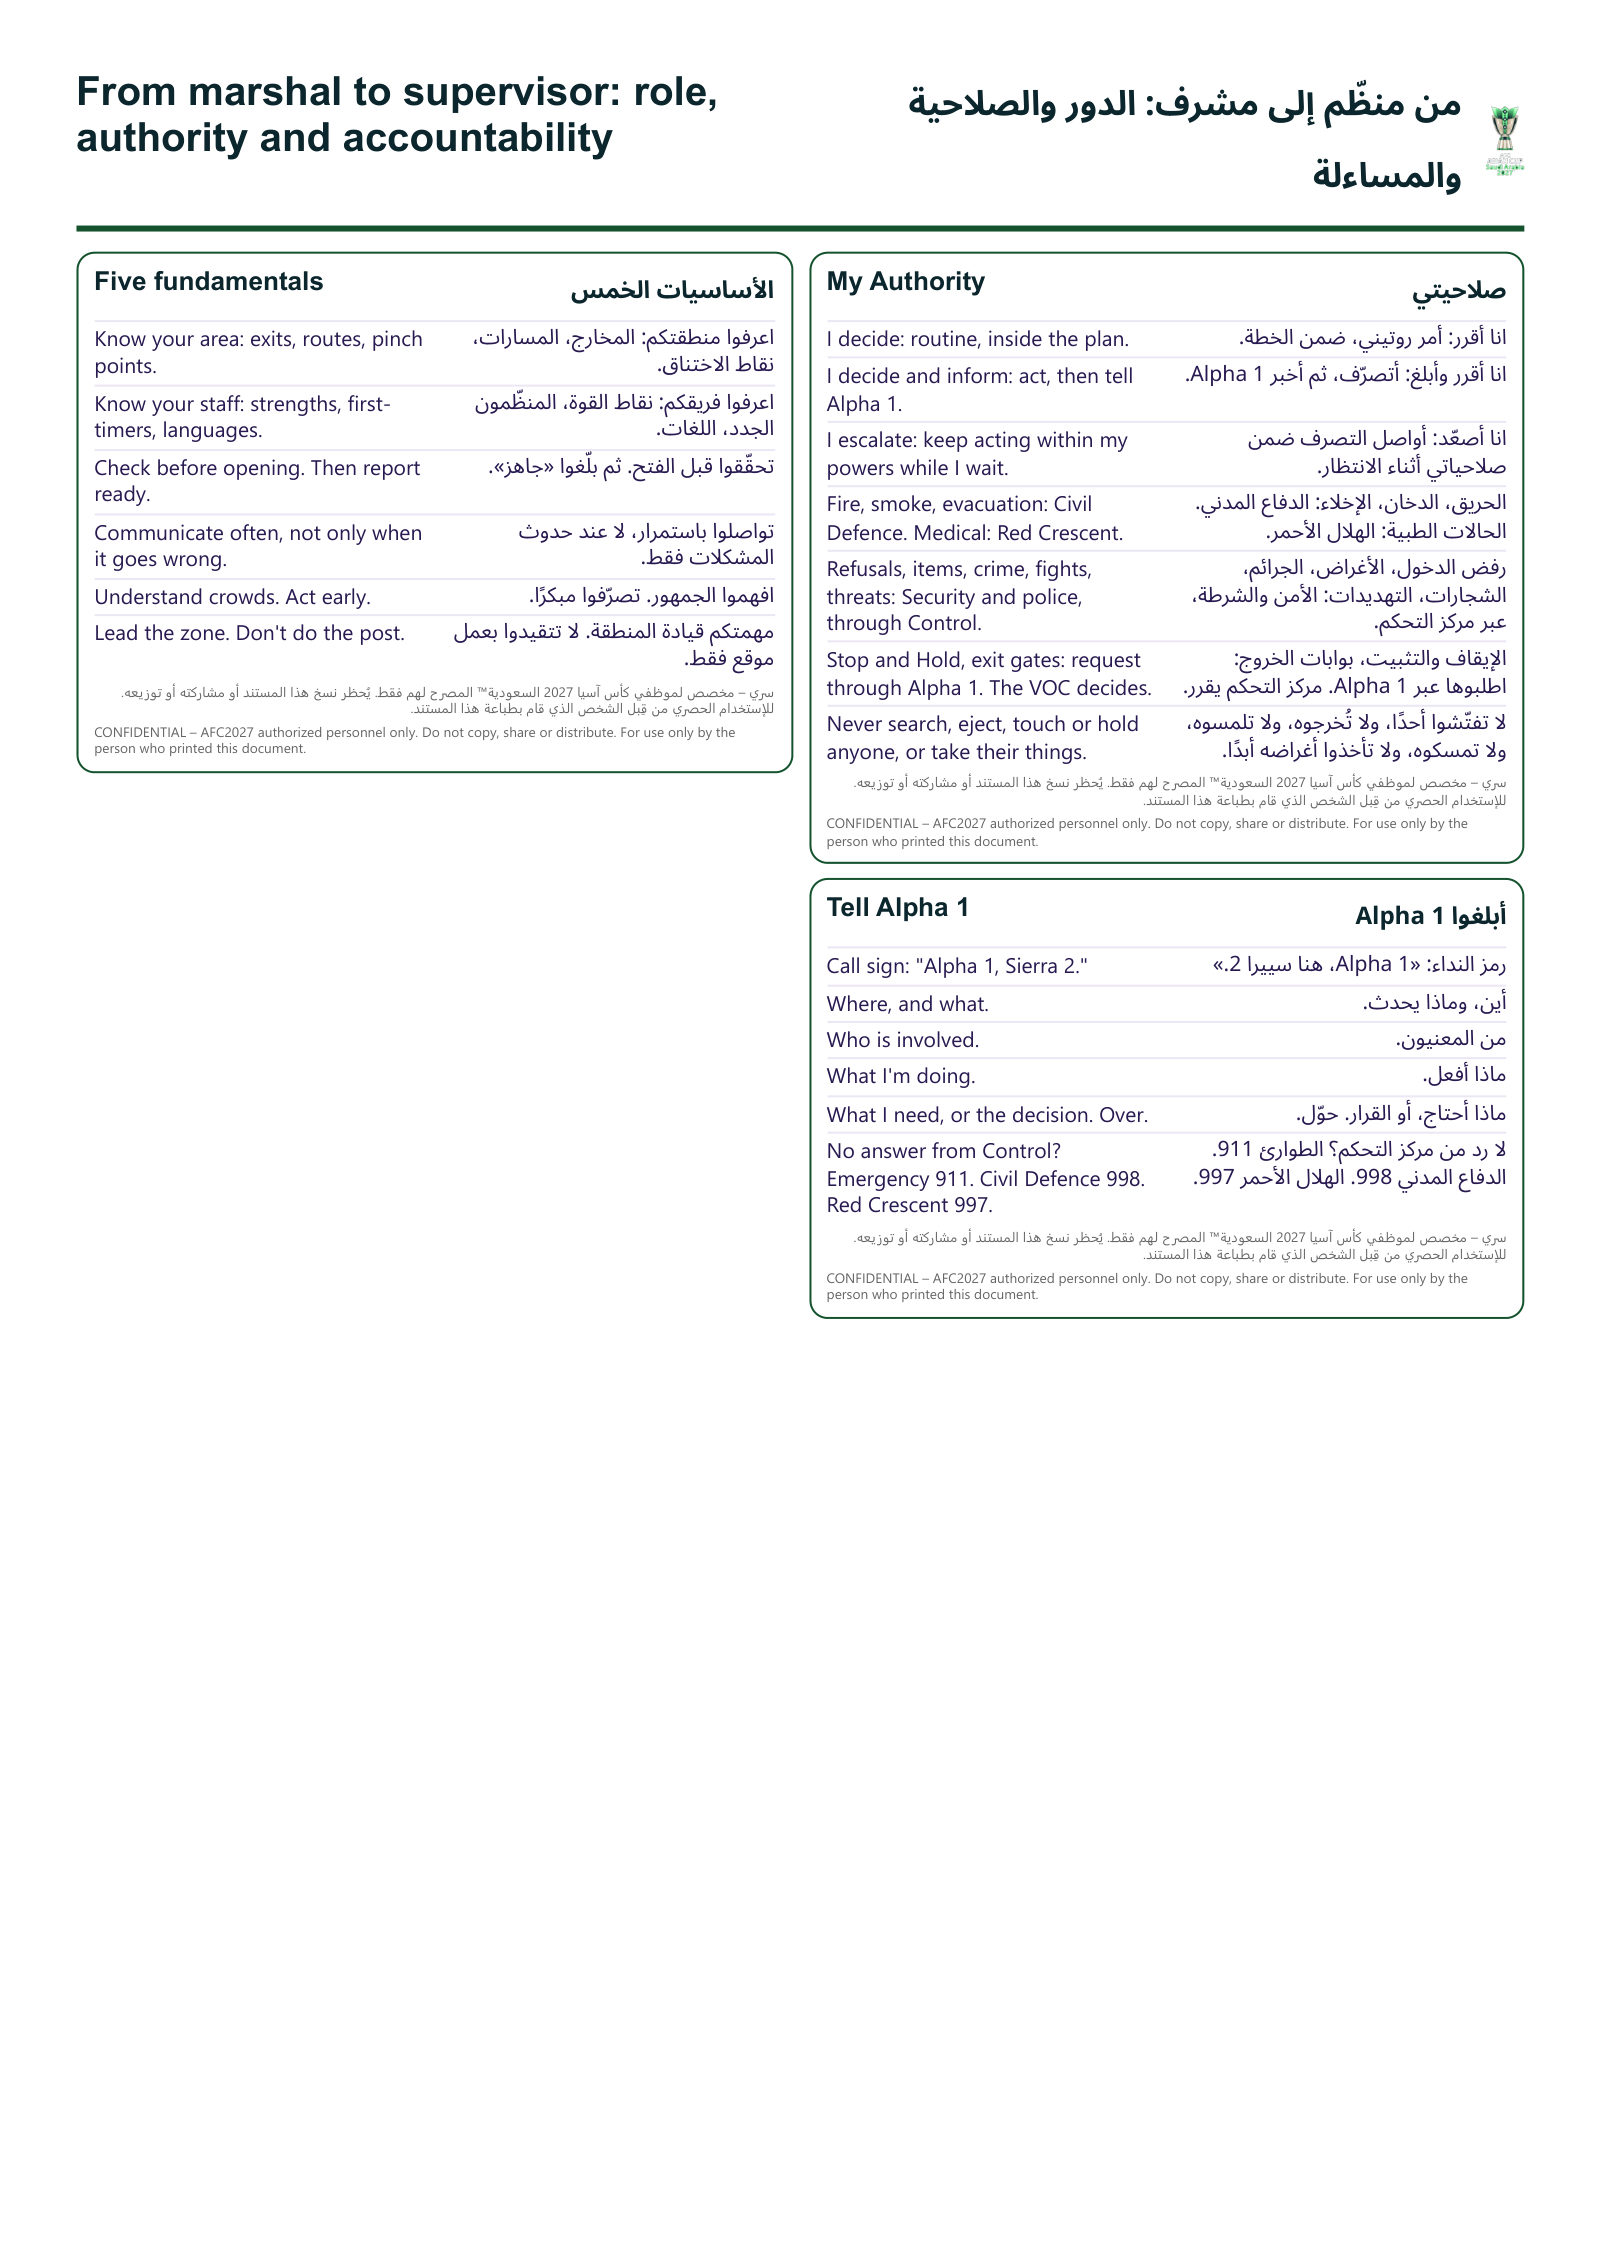 From marshal to supervisor: role,
authority and accountability
من منظّم إلى مشرف: الدور والصلاحية
والمساءلة
Saudi Arabia
2027
Five fundamentals
الأساسيات الخمس
Know your area: exits, routes, pinch
points.
اعرفوا منطقتكم: المخارج، المسارات،
نقاط الاختناق.
Know your staff: strengths, first-
timers, languages.
اعرفوا فريقكم: نقاط القوة، المنظّمون
الجدد، اللغات.
Check before opening. Then report
ready.
تحقّقوا قبل الفتح. ثم بلّغوا «جاهز».
Communicate often, not only when
it goes wrong.
تواصلوا باستمرار، لا عند حدوث
المشكلات فقط.
Understand crowds. Act early.
افهموا الجمهور. تصرّفوا مبكرًا.
Lead the zone. Don't do the post.
مهمتكم قيادة المنطقة. لا تتقيدوا بعمل
موقع فقط.
سري – مخصص لموظفي كأس آسيا 2027 السعودية™ المصرح لهم فقط. يُحظر نسخ هذا المستند أو مشاركته أو توزيعه.
للإستخدام الحصري من قِبل الشخص الذي قام بطباعة هذا المستند.
CONFIDENTIAL – AFC2027 authorized personnel only. Do not copy, share or distribute. For use only by the
person who printed this document.
My Authority
صلاحيتي
I decide: routine, inside the plan.
انا أقرر: أمر روتيني، ضمن الخطة.
I decide and inform: act, then tell
Alpha 1.
انا أقرر وأبلغ: أتصرّف، ثم أخبر Alpha 1.
I escalate: keep acting within my
powers while I wait.
انا أصعّد: أواصل التصرف ضمن
صلاحياتي أثناء الانتظار.
Fire, smoke, evacuation: Civil
Defence. Medical: Red Crescent.
الحريق، الدخان، الإخلاء: الدفاع المدني.
الحالات الطبية: الهلال الأحمر.
Refusals, items, crime, fights,
threats: Security and police,
through Control.
رفض الدخول، الأغراض، الجرائم،
الشجارات، التهديدات: الأمن والشرطة،
عبر مركز التحكم.
Stop and Hold, exit gates: request
through Alpha 1. The VOC decides.
الإيقاف والتثبيت، بوابات الخروج:
اطلبوها عبر Alpha 1. مركز التحكم يقرر.
Never search, eject, touch or hold
anyone, or take their things.
لا تفتّشوا أحدًا، ولا تُخرجوه، ولا تلمسوه،
ولا تمسكوه، ولا تأخذوا أغراضه أبدًا.
سري – مخصص لموظفي كأس آسيا 2027 السعودية™ المصرح لهم فقط. يُحظر نسخ هذا المستند أو مشاركته أو توزيعه.
للإستخدام الحصري من قِبل الشخص الذي قام بطباعة هذا المستند.
CONFIDENTIAL – AFC2027 authorized personnel only. Do not copy, share or distribute. For use only by the
person who printed this document.
Tell Alpha 1
أبلغوا Alpha 1
Call sign: "Alpha 1, Sierra 2."
رمز النداء: «Alpha 1، هنا سييرا 2.»
Where, and what.
أين، وماذا يحدث.
Who is involved.
من المعنيون.
What I'm doing.
ماذا أفعل.
What I need, or the decision. Over.
ماذا أحتاج، أو القرار. حوّل.
No answer from Control?
Emergency 911. Civil Defence 998.
Red Crescent 997.
لا رد من مركز التحكم؟ الطوارئ 911.
الدفاع المدني 998. الهلال الأحمر 997.
سري – مخصص لموظفي كأس آسيا 2027 السعودية™ المصرح لهم فقط. يُحظر نسخ هذا المستند أو مشاركته أو توزيعه.
للإستخدام الحصري من قِبل الشخص الذي قام بطباعة هذا المستند.
CONFIDENTIAL – AFC2027 authorized personnel only. Do not copy, share or distribute. For use only by the
person who printed this document.